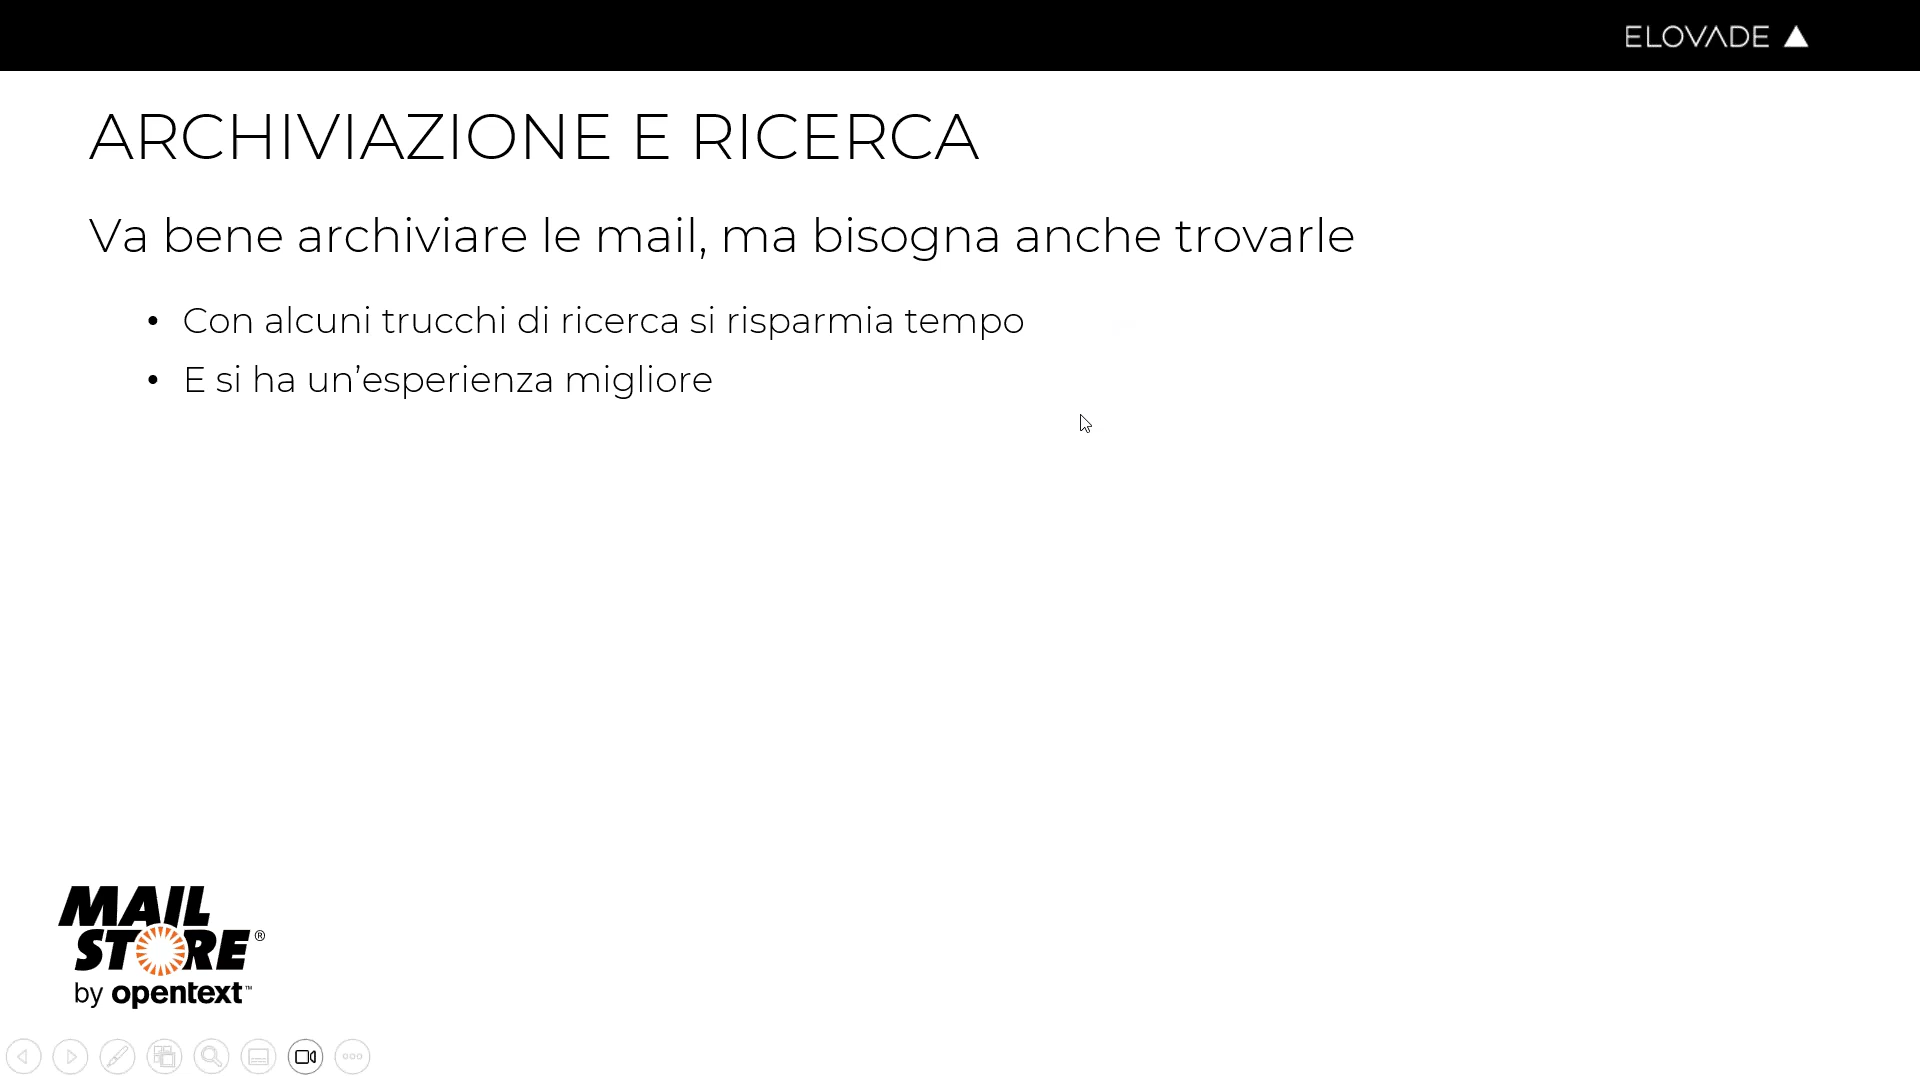 ELOVADE
ARCHIVIAZIONE E RICERCA
Va bene archiviare le mail, ma bisogna anche trovarle
• Con alcuni trucchi di ricerca si risparmia tempo
• E si ha un’esperienza migliore
MAIL
STORE®
by opentext™